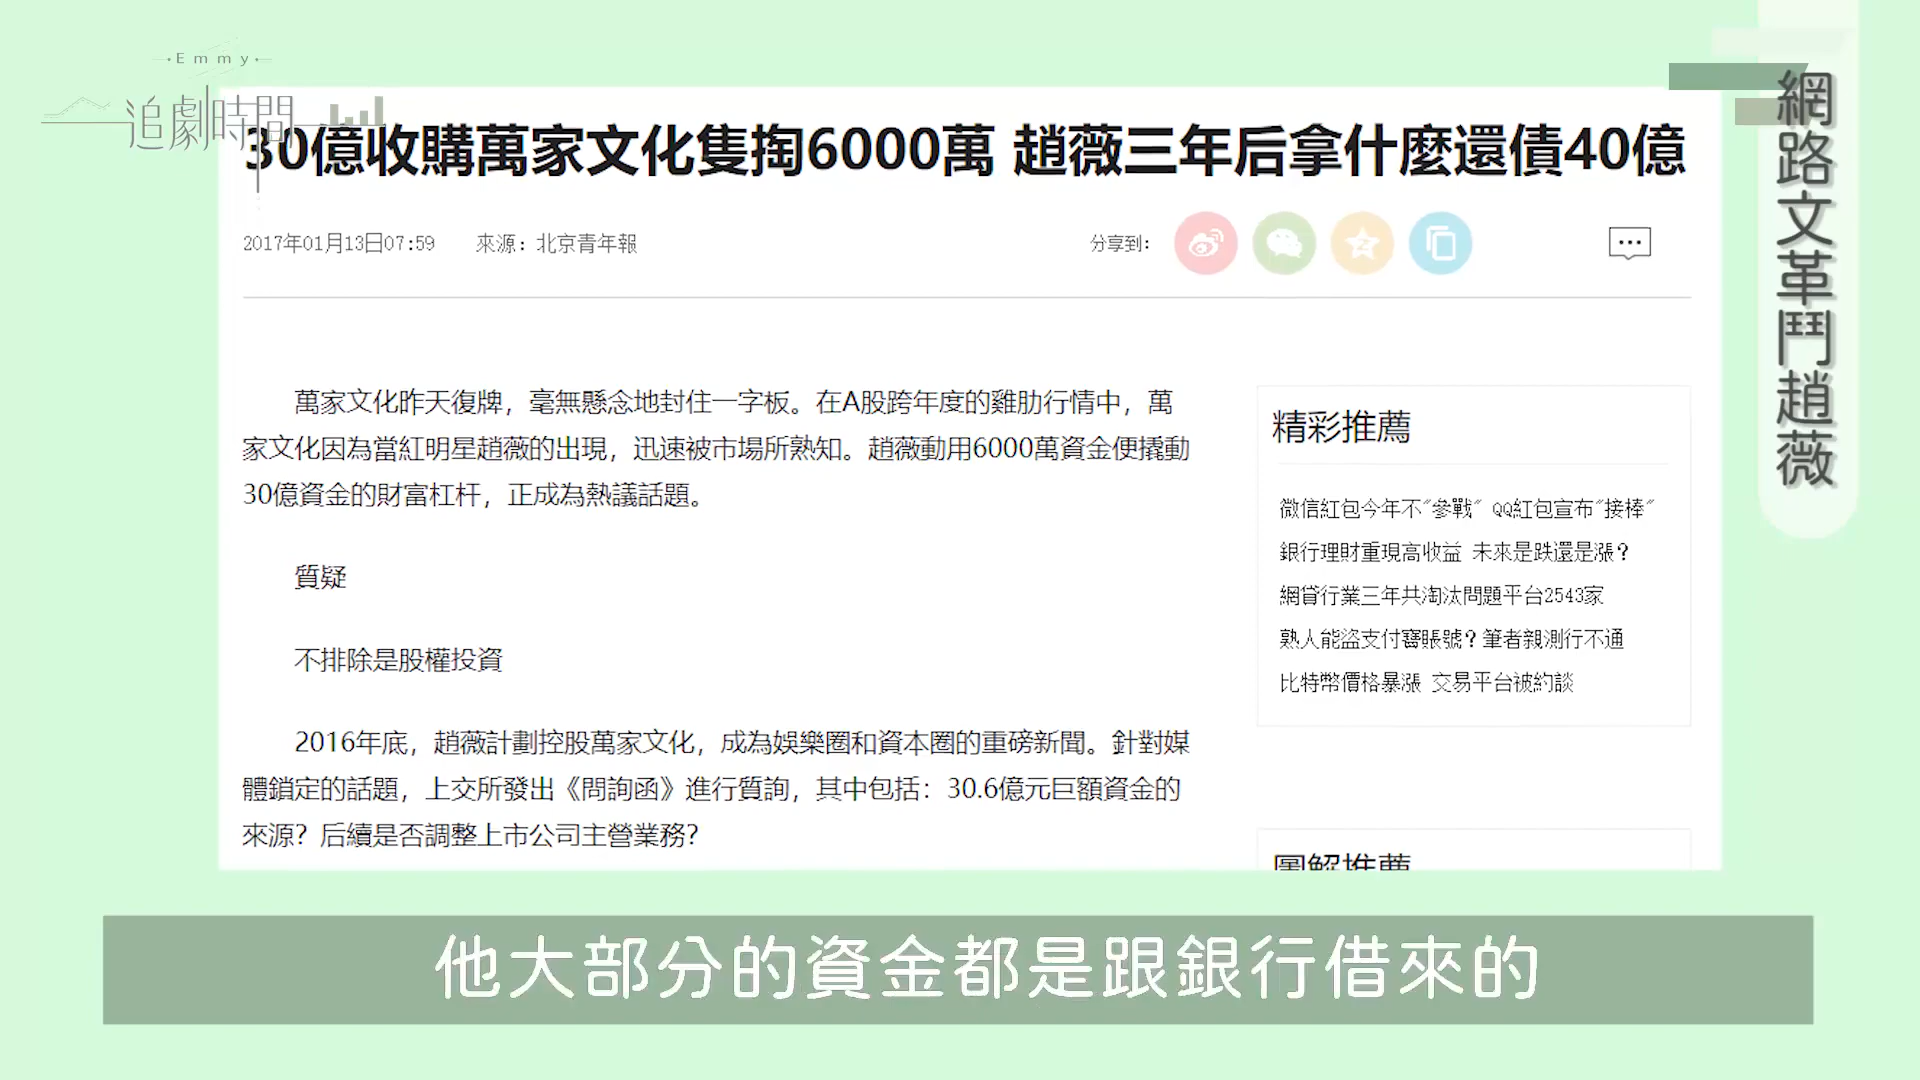 Emmy
追劇時間
30億收購萬家文化隻掏6000萬 趙薇三年后拿什麼還債40億
2017年01月13日07:59 來源：北京青年報
分享到：
萬家文化昨天復牌，毫無懸念地封住一字板。在A股跨年度的雞肋行情中，萬
家文化因為當紅明星趙薇的出現，迅速被市場所熟知。趙薇動用6000萬資金便撬動
30億資金的財富杠杆，正成為熱議話題。
質疑
不排除是股權投資
2016年底，趙薇計劃控股萬家文化，成為娛樂圈和資本圈的重磅新聞。針對媒
體鎖定的話題，上交所發出《問詢函》進行質詢，其中包括：30.6億元巨額資金的
來源？后續是否調整上市公司主營業務？
精彩推薦
微信紅包今年不"參戰" QQ紅包宣布"接棒"
銀行理財重現高收益 未來是跌還是漲？
網貸行業三年共淘汰問題平台2543家
熟人能盜支付寶賬號？筆者親測行不通
比特幣價格暴漲 交易平台被約談
圖解推薦
網路文革鬥趙薇
他大部分的資金都是跟銀行借來的